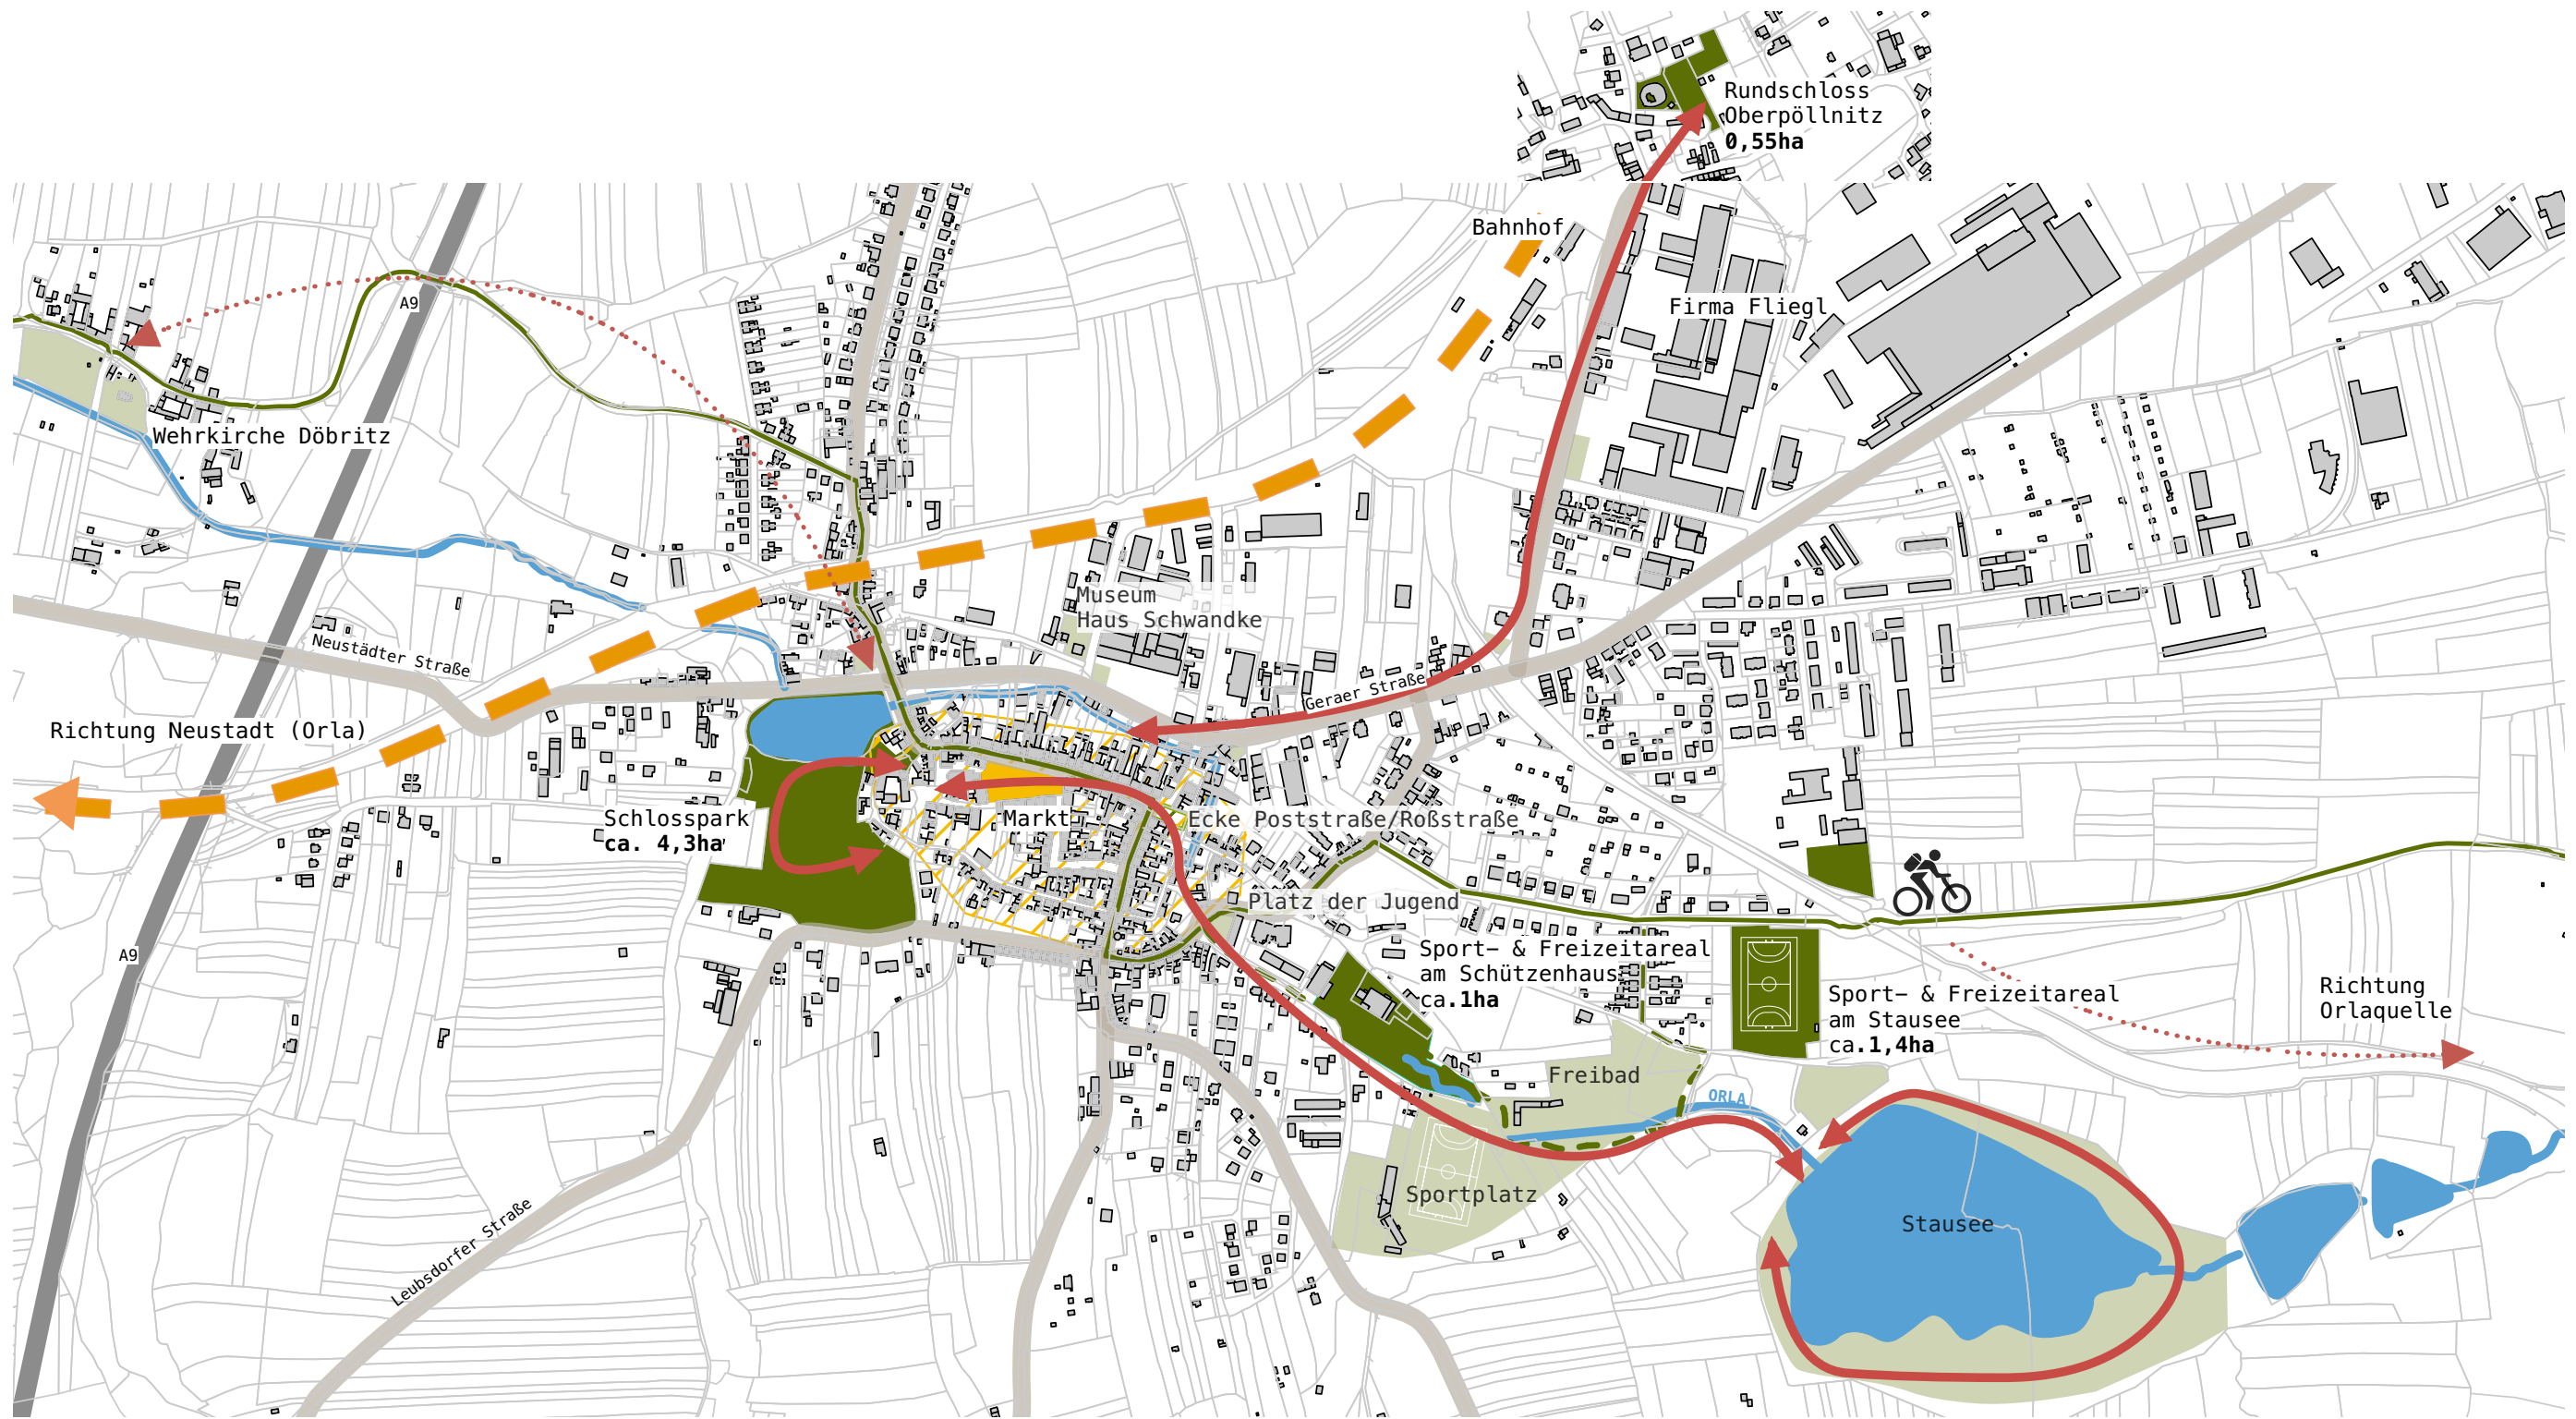 Rundschloss
Oberpöllnitz
0,55ha
Bahnhof
Firma Fliegl
A9
Wehrkirche Döbritz
Museum
Haus Schwandke
Neustädter Straße
Geraer Straße
Richtung Neustadt (Orla)
Schlosspark
ca. 4,3ha
Markt
Ecke Poststraße/Roßstraße
Platz der Jugend
A9
Sport- & Freizeitareal
am Schützenhaus
ca.1ha
Sport- & Freizeitareal
am Stausee
ca.1,4ha
Richtung
Orlaquelle
Freibad
ORLA
Sportplatz
Stausee
Leubsdorfer Straße